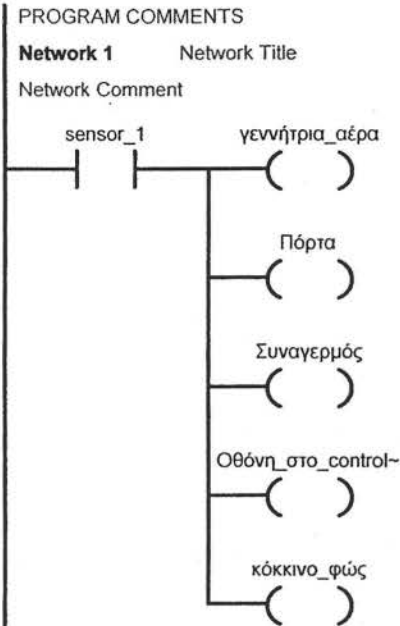 PROGRAM COMMENTS
Network 1 Network Title
Network Comment
sensor_1 γεννήτρια_αέρα
Πόρτα
Συναγερμός
Οθόνη_στο_control~
κόκκινο_φώς